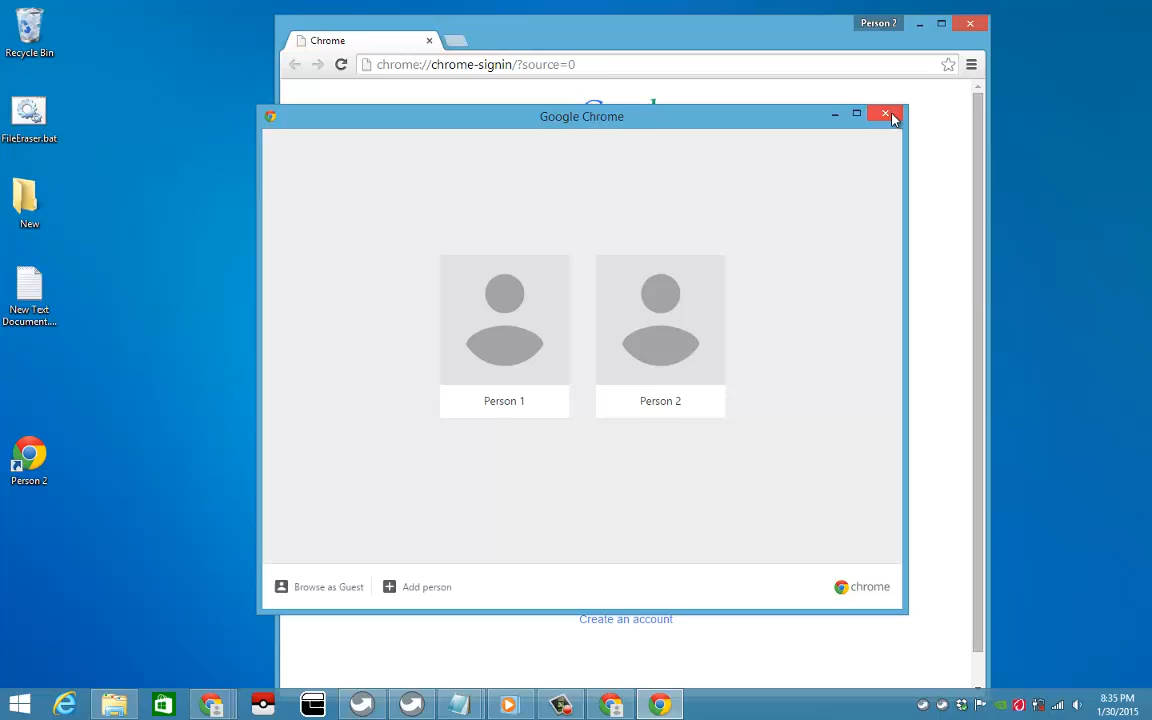 Recycle Bin
FileEraser.bat
New
New Text
Document....
Person 2
Person 2
Chrome
chrome://chrome-signin/?source=0
Google Chrome
Person 1
Person 2
Browse as Guest
Add person
chrome
Create an account
8:35 PM
1/30/2015